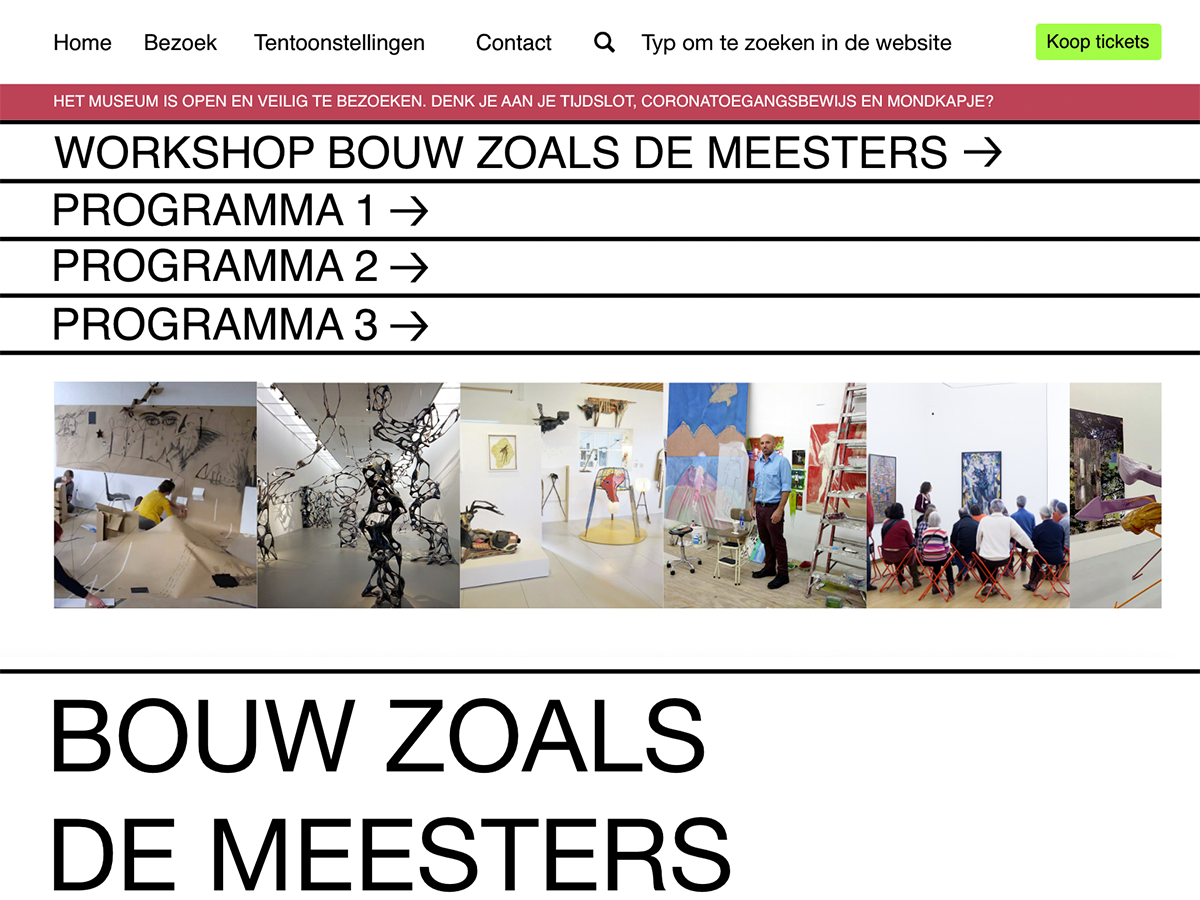 Home Bezoek Tentoonstellingen Contact Typ om te zoeken in de website Koop tickets
HET MUSEUM IS OPEN EN VEILIG TE BEZOEKEN. DENK JE AAN JE TIJDSLOT, CORONATOEGANGSBEWIJS EN MONDKAPJE?
WORKSHOP BOUW ZOALS DE MEESTERS →
PROGRAMMA 1 →
PROGRAMMA 2 →
PROGRAMMA 3 →
BOUW ZOALS
DE MEESTERS